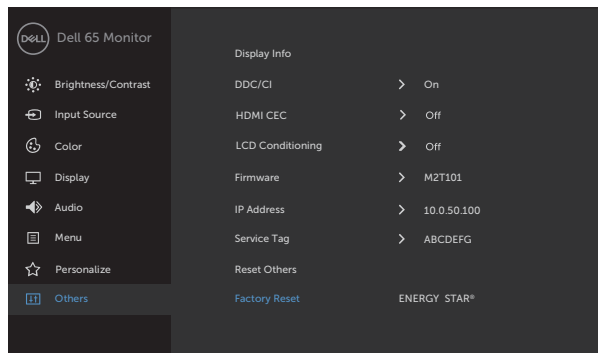 DELL Dell 65 Monitor
Display Info
Brightness/Contrast DDC/CI > On
Input Source HDMI CEC > Off
Color LCD Conditioning > Off
Display Firmware > M2T101
Audio IP Address > 10.0.50.100
Menu Service Tag > ABCDEFG
Personalize Reset Others
Others Factory Reset ENERGY STAR®